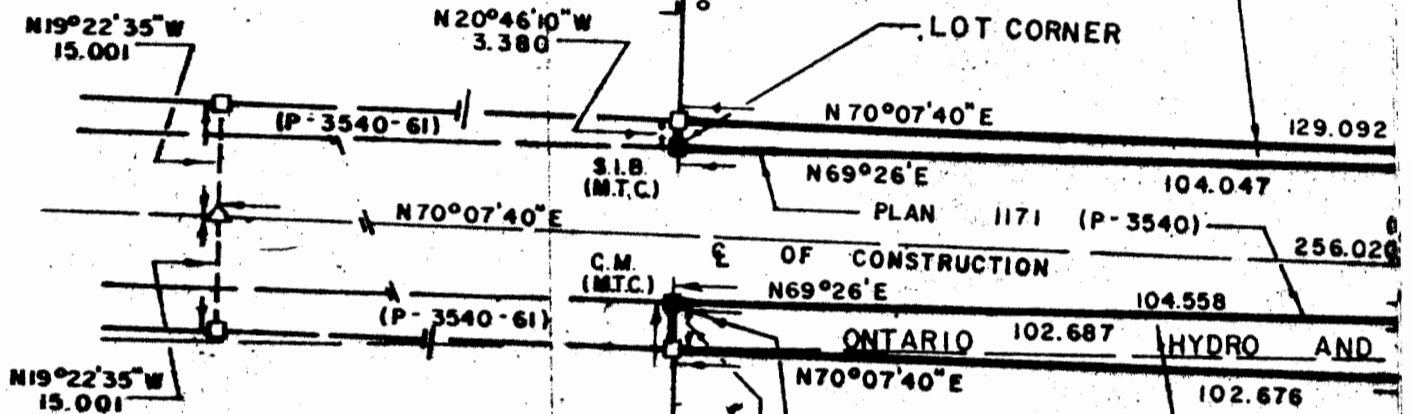 N19°22'35"W
15.001
N20°46'10"W
3.380
LOT CORNER
(P-3540-61)
N 70°07'40"E
129.092
S.I.B.
(M.T.C.)
N69°26'E
104.047
N70°07'40"E
PLAN 1171 (P-3540)
256.020
℄ OF CONSTRUCTION
C.M.
(M.T.C.)
N69°26'E
104.558
(P-3540-61)
ONTARIO 102.687 HYDRO AND
N19°22'35"W
15.001
N70°07'40"E
102.676